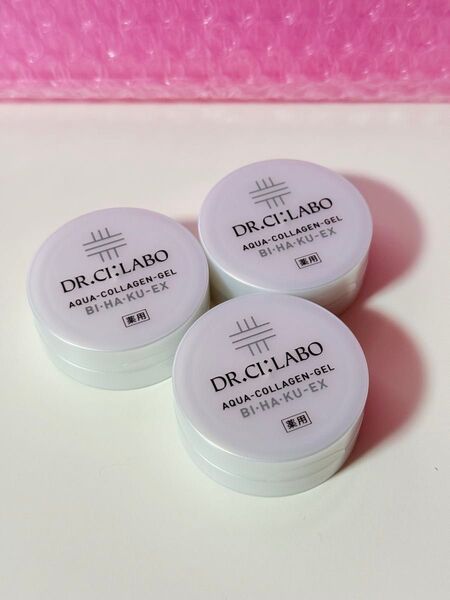 DR.CI:LABO
AQUA-COLLAGEN-GEL
BI・HA・KU-EX
薬用
DR.CI:LABO
AQUA-COLLAGEN-GEL
BI・HA・KU-EX
薬用
DR.CI:LABO
AQUA-COLLAGEN-GEL
BI・HA・KU-EX
薬用